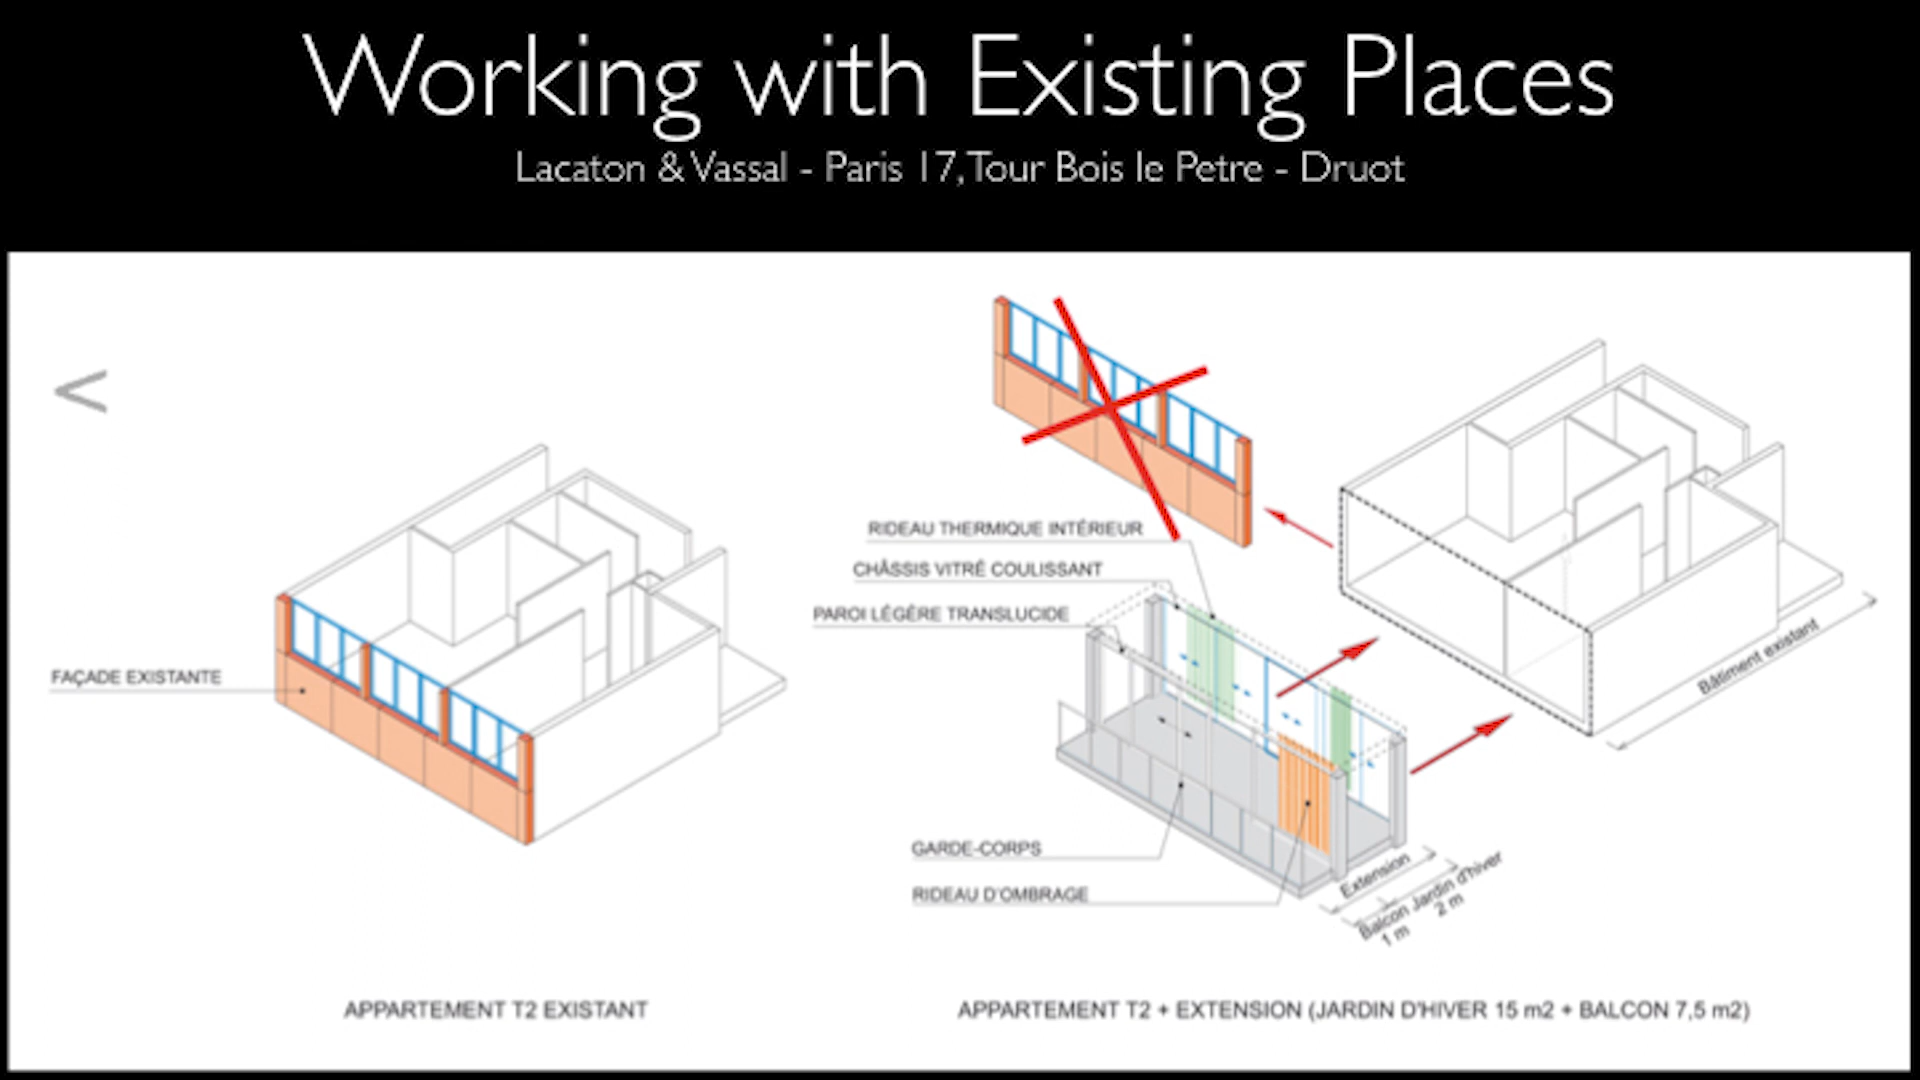 Working with Existing Places
Lacaton & Vassal - Paris 17, Tour Bois le Petre - Druot
<
FAÇADE EXISTANTE
APPARTEMENT T2 EXISTANT
RIDEAU THERMIQUE INTÉRIEUR
CHÂSSIS VITRÉ COULISSANT
PAROI LÉGÈRE TRANSLUCIDE
GARDE-CORPS
RIDEAU D'OMBRAGE
Bâtiment existant
Extension
Balcon Jardin d'hiver
1 m 2 m
APPARTEMENT T2 + EXTENSION (JARDIN D'HIVER 15 m2 + BALCON 7,5 m2)